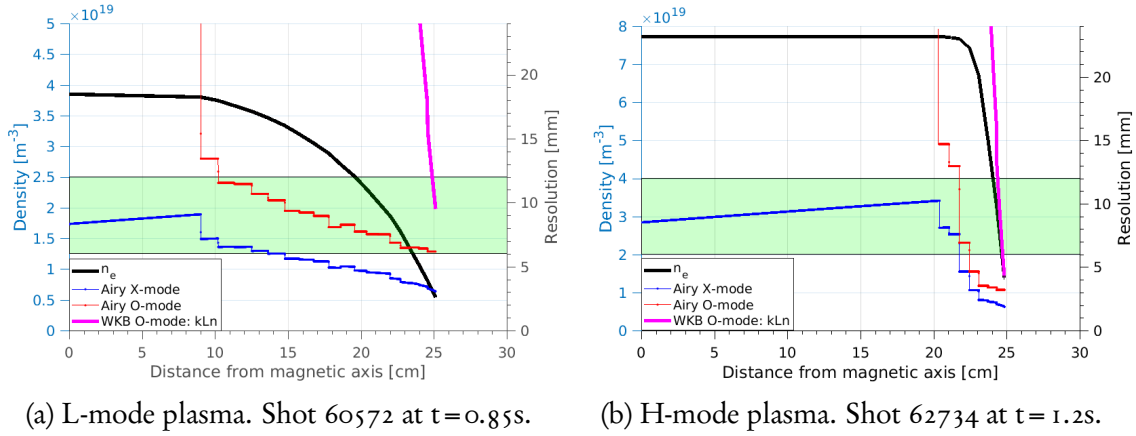 ×10^19
5
4.5
4
3.5
3
2.5
2
1.5
1
0.5
0
Density [m^-3]
20
15
10
5
0
Resolution [mm]
n_e
Airy X-mode
Airy O-mode
WKB O-mode: kLn
0 5 10 15 20 25 30
Distance from magnetic axis [cm]
(a) L-mode plasma. Shot 60572 at t=0.85s.
×10^19
8
7
6
5
4
3
2
1
0
Density [m^-3]
20
15
10
5
0
Resolution [mm]
n_e
Airy X-mode
Airy O-mode
WKB O-mode: kLn
0 5 10 15 20 25 30
Distance from magnetic axis [cm]
(b) H-mode plasma. Shot 62734 at t=1.2s.